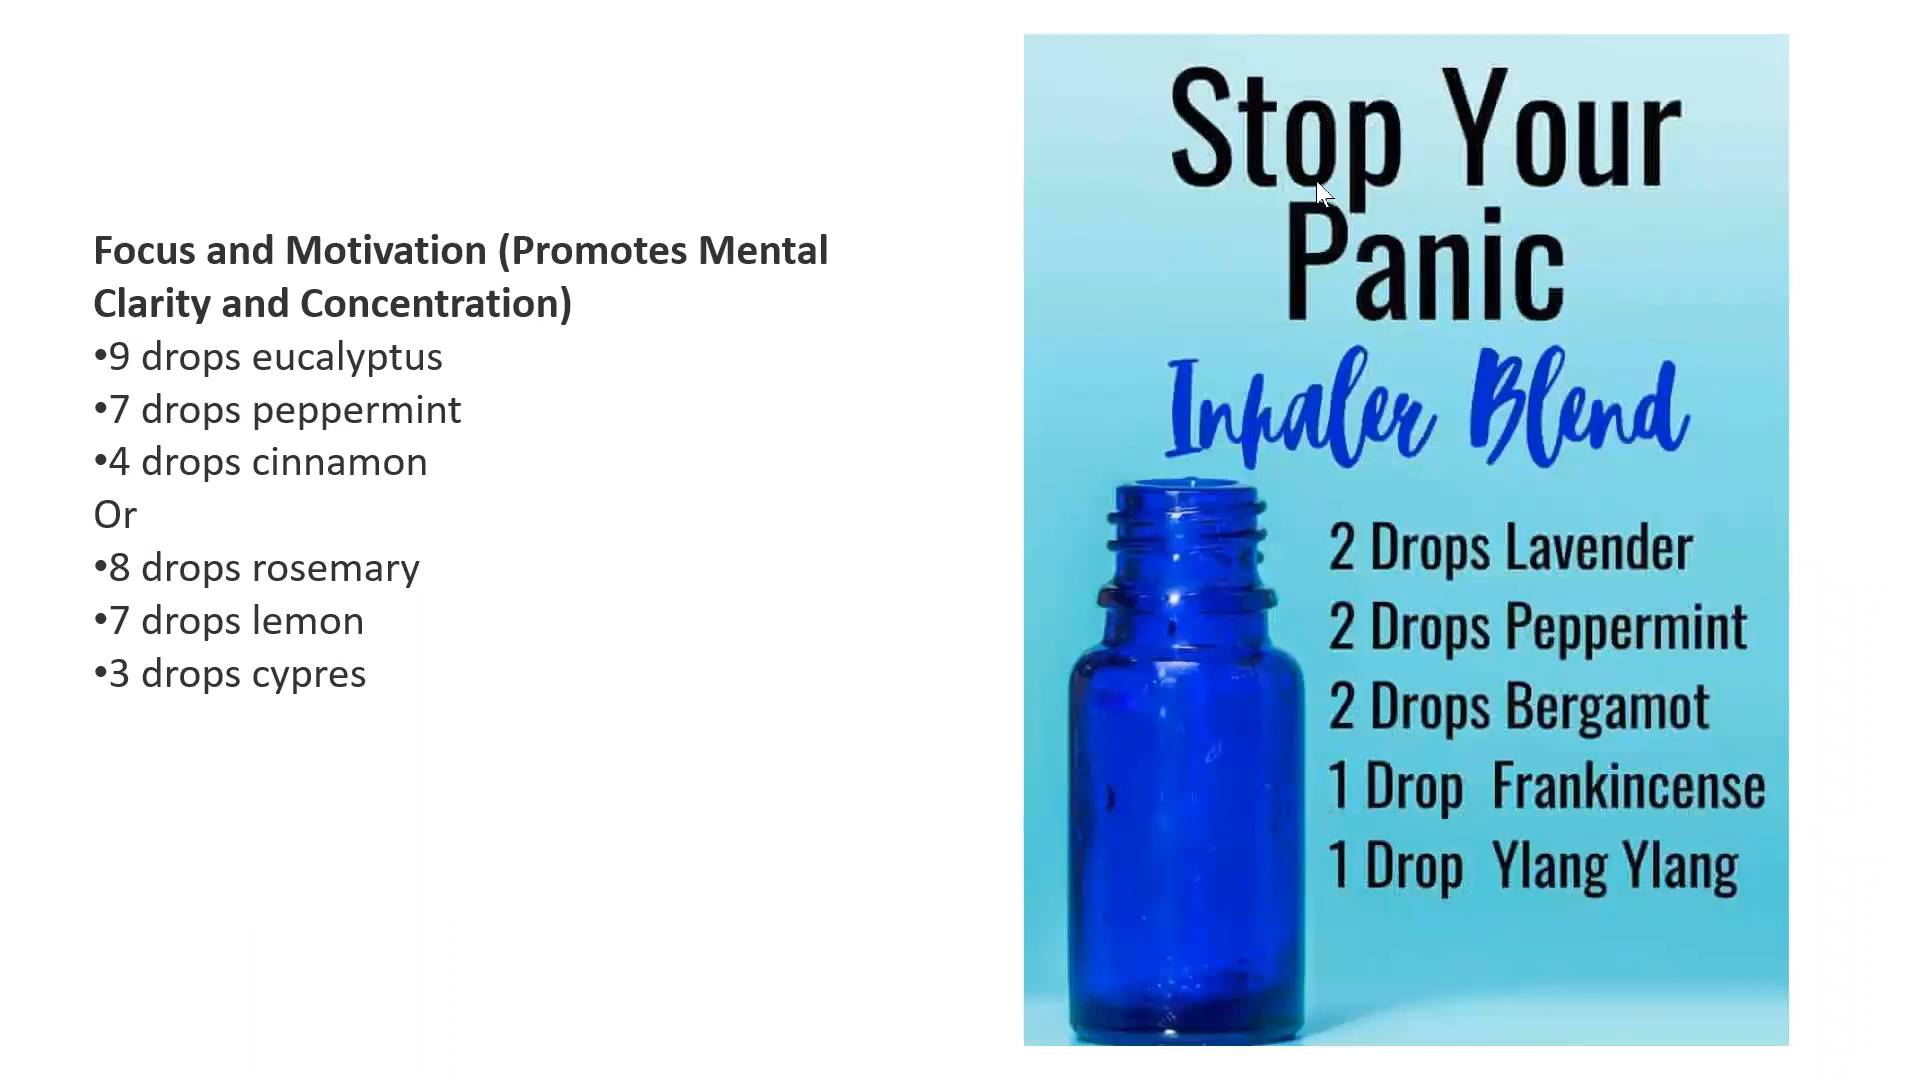 Focus and Motivation (Promotes Mental
Clarity and Concentration)
•9 drops eucalyptus
•7 drops peppermint
•4 drops cinnamon
Or
•8 drops rosemary
•7 drops lemon
•3 drops cypres
Stop Your
Panic
Inhaler Blend
2 Drops Lavender
2 Drops Peppermint
2 Drops Bergamot
1 Drop Frankincense
1 Drop Ylang Ylang